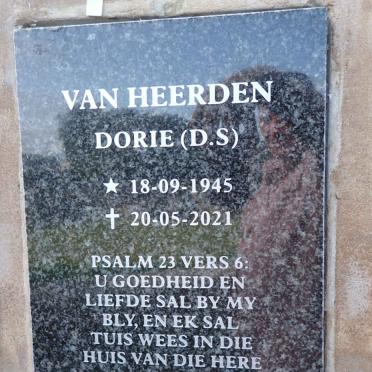 VAN HEERDEN
DORIE (D.S)
★ 18-09-1945
✝ 20-05-2021
PSALM 23 VERS 6:
U GOEDHEID EN
LIEFDE SAL BY MY
BLY, EN EK SAL
TUIS WEES IN DIE
HUIS VAN DIE HERE